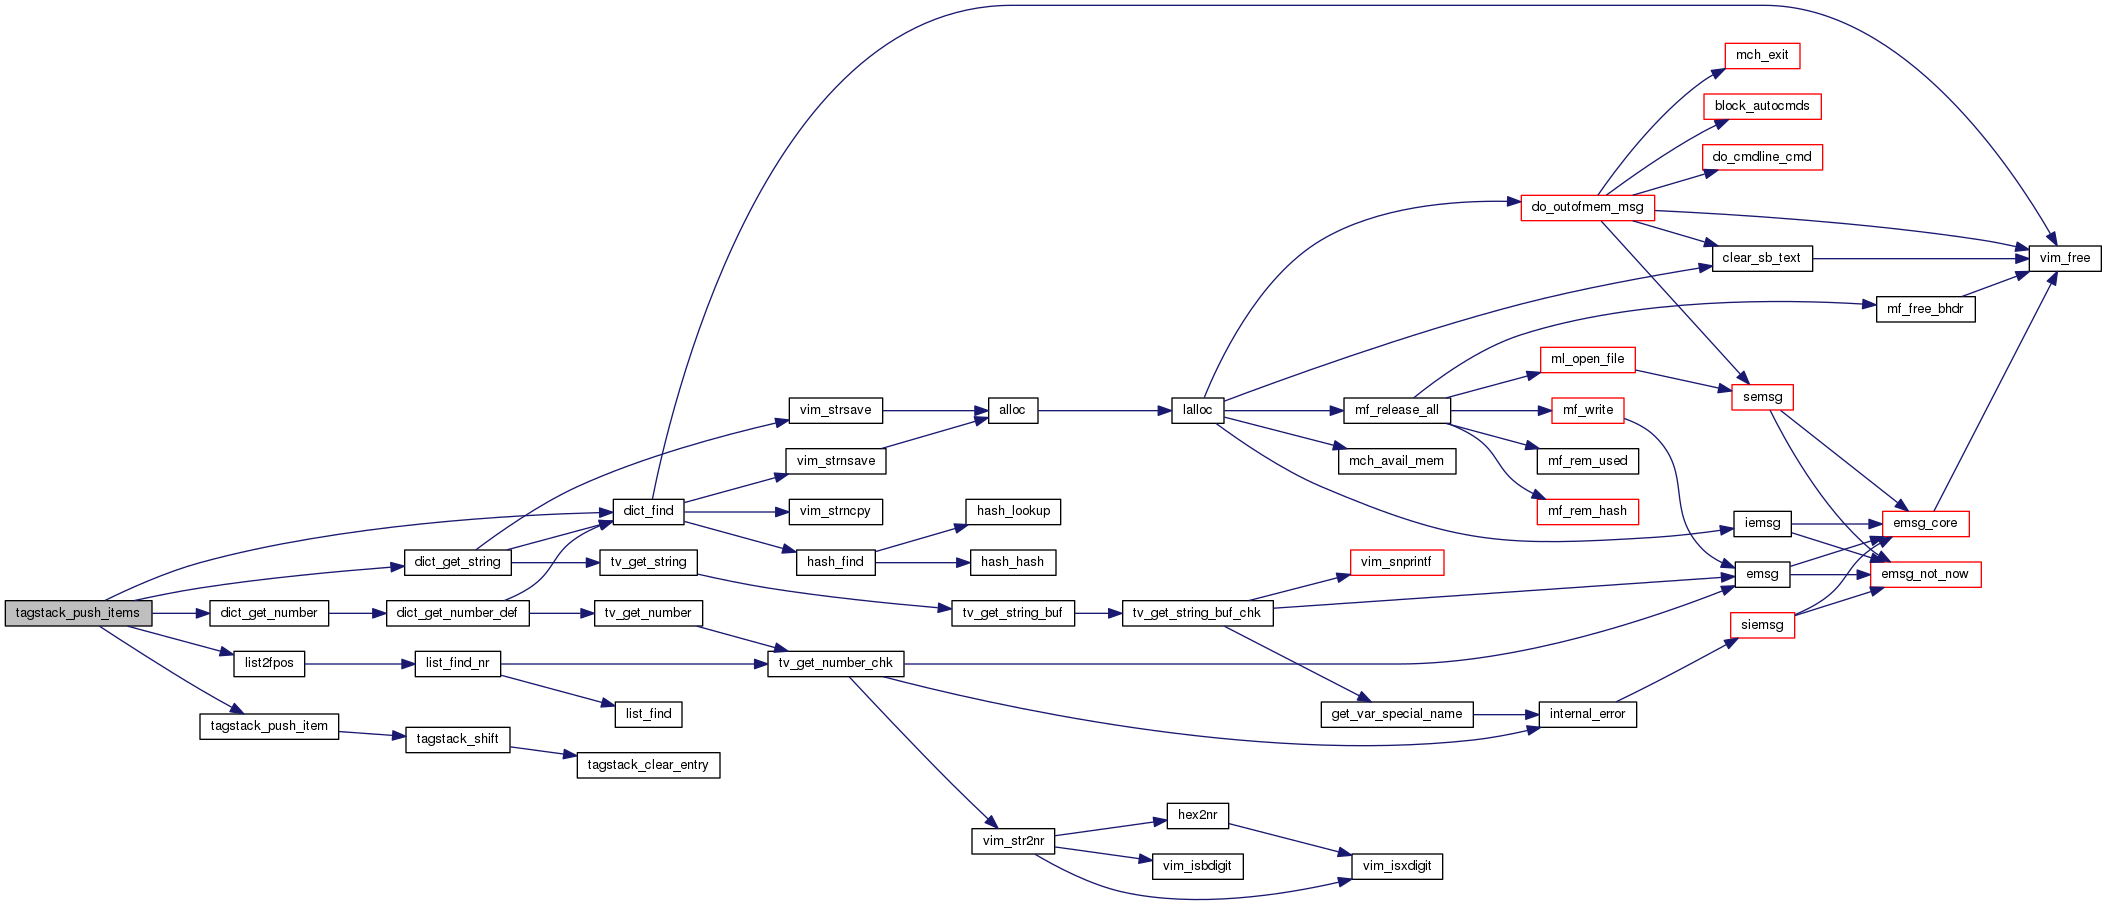 mch_exit
block_autocmds
do_cmdline_cmd
do_outofmem_msg
clear_sb_text
vim_free
mf_free_bhdr
ml_open_file
semsg
vim_strsave
alloc
lalloc
mf_release_all
mf_write
vim_strnsave
mch_avail_mem
mf_rem_used
dict_find
vim_strncpy
hash_lookup
mf_rem_hash
iemsg
emsg_core
dict_get_string
tv_get_string
hash_find
hash_hash
vim_snprintf
emsg
emsg_not_now
tagstack_push_items
dict_get_number
dict_get_number_def
tv_get_number
tv_get_string_buf
tv_get_string_buf_chk
siemsg
list2fpos
list_find_nr
tv_get_number_chk
list_find
get_var_special_name
internal_error
tagstack_push_item
tagstack_shift
tagstack_clear_entry
hex2nr
vim_str2nr
vim_isbdigit
vim_isxdigit